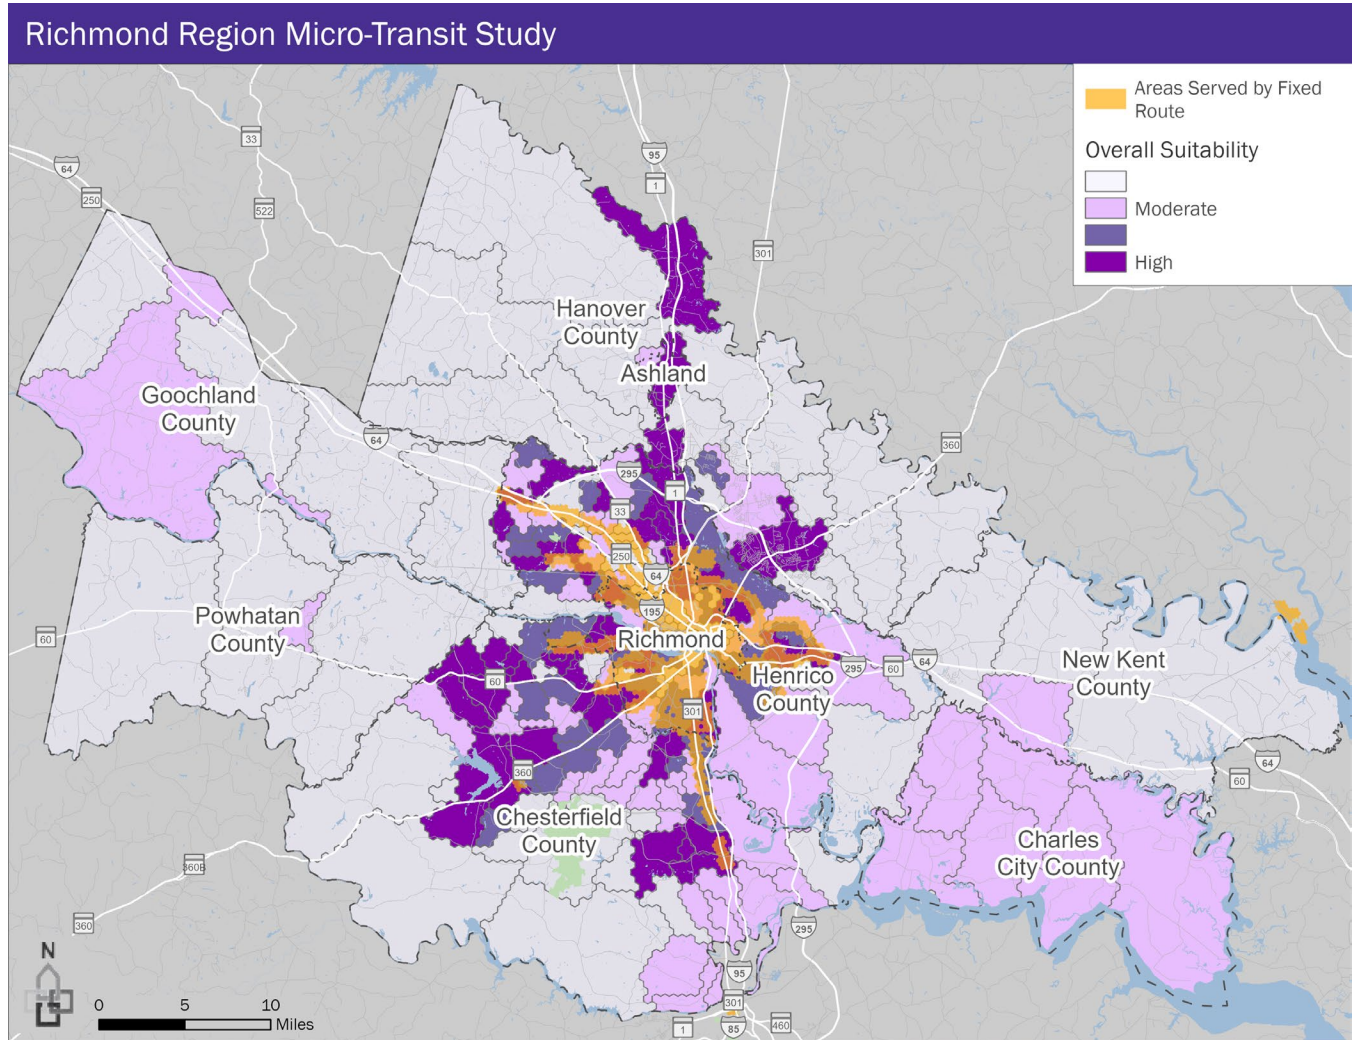 Richmond Region Micro-Transit Study
Areas Served by Fixed
Route
Overall Suitability
Moderate
High
33
95
1
64
250
522
301
Hanover
County
Ashland
Goochland
County
64
360
295
1
33
250
64
195
Powhatan
County
60
Richmond
Henrico
County
295
60
64
New Kent
County
60
301
64
60
360
Chesterfield
County
Charles
City County
360B
360
295
N
95
0
5
10
Miles
301
1
85
460